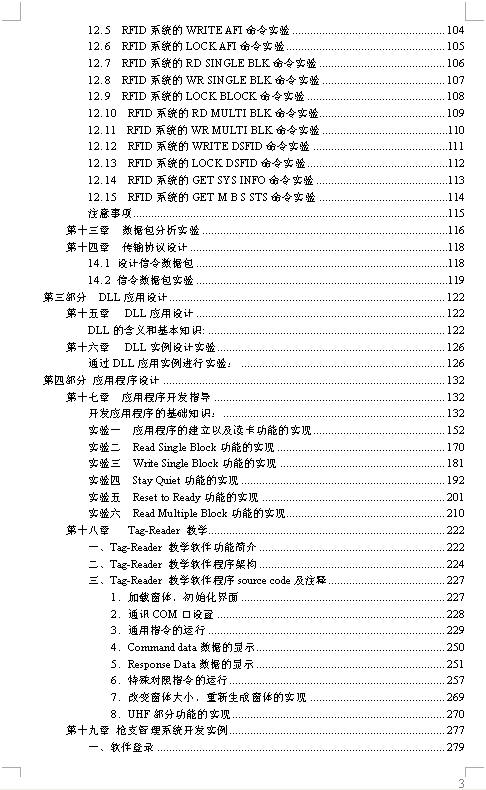 12.5 RFID 系统的 WRITE AFI 命令实验 104
12.6 RFID 系统的 LOCK AFI 命令实验 105
12.7 RFID 系统的 RD SINGLE BLK 命令实验 106
12.8 RFID 系统的 WR SINGLE BLK 命令实验 107
12.9 RFID 系统的 LOCK BLOCK 命令实验 108
12.10 RFID 系统的 RD MULTI BLK 命令实验 109
12.11 RFID 系统的 WR MULTI BLK 命令实验 110
12.12 RFID 系统的 WRITE DSFID 命令实验 111
12.13 RFID 系统的 LOCK DSFID 命令实验 112
12.14 RFID 系统的 GET SYS INFO 命令实验 113
12.15 RFID 系统的 GET M B S STS 命令实验 114
注意事项 115
第十三章 数据包分析实验 116
第十四章 传输协议设计 118
14.1 设计信令数据包 118
14.2 信令数据包实验 119
第三部分 DLL 应用设计 122
第十五章 DLL 应用设计 122
DLL 的含义和基本知识: 122
第十六章 DLL 实例设计实验 126
通过 DLL 应用实例进行实验: 126
第四部分 应用程序设计 132
第十七章 应用程序开发指导 132
开发应用程序的基础知识: 132
实验一 应用程序的建立以及读卡功能的实现 152
实验二 Read Single Block 功能的实现 170
实验三 Write Single Block 功能的实现 181
实验四 Stay Quiet 功能的实现 192
实验五 Reset to Ready 功能的实现 201
实验六 Read Multiple Block 功能的实现 210
第十八章 Tag-Reader 教学 222
一、Tag-Reader 教学软件功能简介 222
二、Tag-Reader 教学软件程序架构 224
三、Tag-Reader 教学软件程序 source code 及注释 227
1. 加载窗体，初始化界面 227
2. 通讯 COM 口设置 228
3. 通用指令的运行 229
4. Command data 数据的显示 250
5. Response Data 数据的显示 251
6. 特殊对限指令的运行 257
7. 改变窗体大小，重新生成窗体的实现 269
8. UHF 部分功能的实现 270
第十九章 枪支管理系统开发实例 277
一、软件登录 279
3